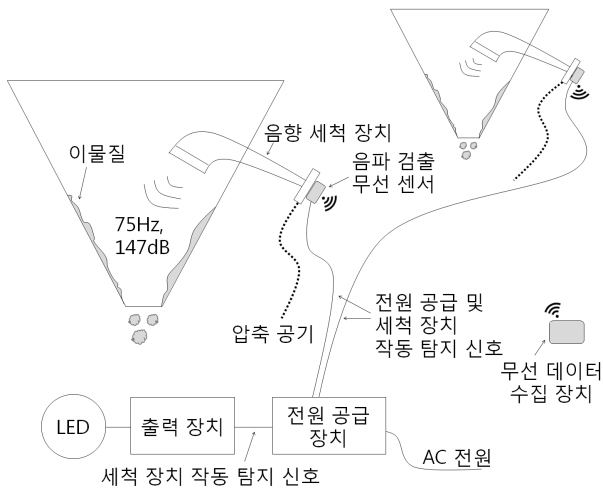 음향 세척 장치
이물질
음파 검출
무선 센서
75Hz,
147dB
압축 공기
전원 공급 및
세척 장치
작동 탐지 신호
무선 데이터
수집 장치
LED
출력 장치
전원 공급
장치
AC 전원
세척 장치 작동 탐지 신호